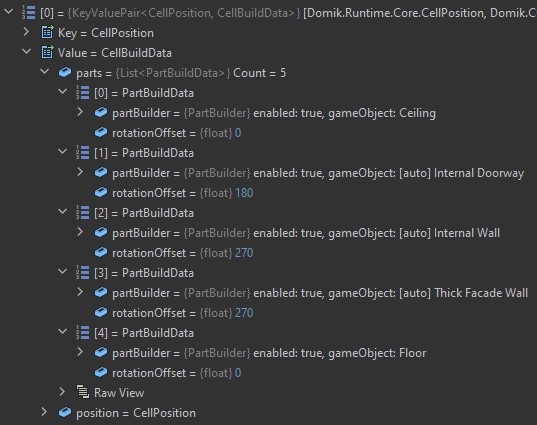 [0] = {KeyValuePair<CellPosition, CellBuildData>} [Domik.Runtime.Core.CellPosition, Domik.C
Key = CellPosition
Value = CellBuildData
parts = {List<PartBuildData>} Count = 5
[0] = PartBuildData
partBuilder = {PartBuilder} enabled: true, gameObject: Ceiling
rotationOffset = {float} 0
[1] = PartBuildData
partBuilder = {PartBuilder} enabled: true, gameObject: [auto] Internal Doorway
rotationOffset = {float} 180
[2] = PartBuildData
partBuilder = {PartBuilder} enabled: true, gameObject: [auto] Internal Wall
rotationOffset = {float} 270
[3] = PartBuildData
partBuilder = {PartBuilder} enabled: true, gameObject: [auto] Thick Facade Wall
rotationOffset = {float} 270
[4] = PartBuildData
partBuilder = {PartBuilder} enabled: true, gameObject: Floor
rotationOffset = {float} 0
Raw View
position = CellPosition